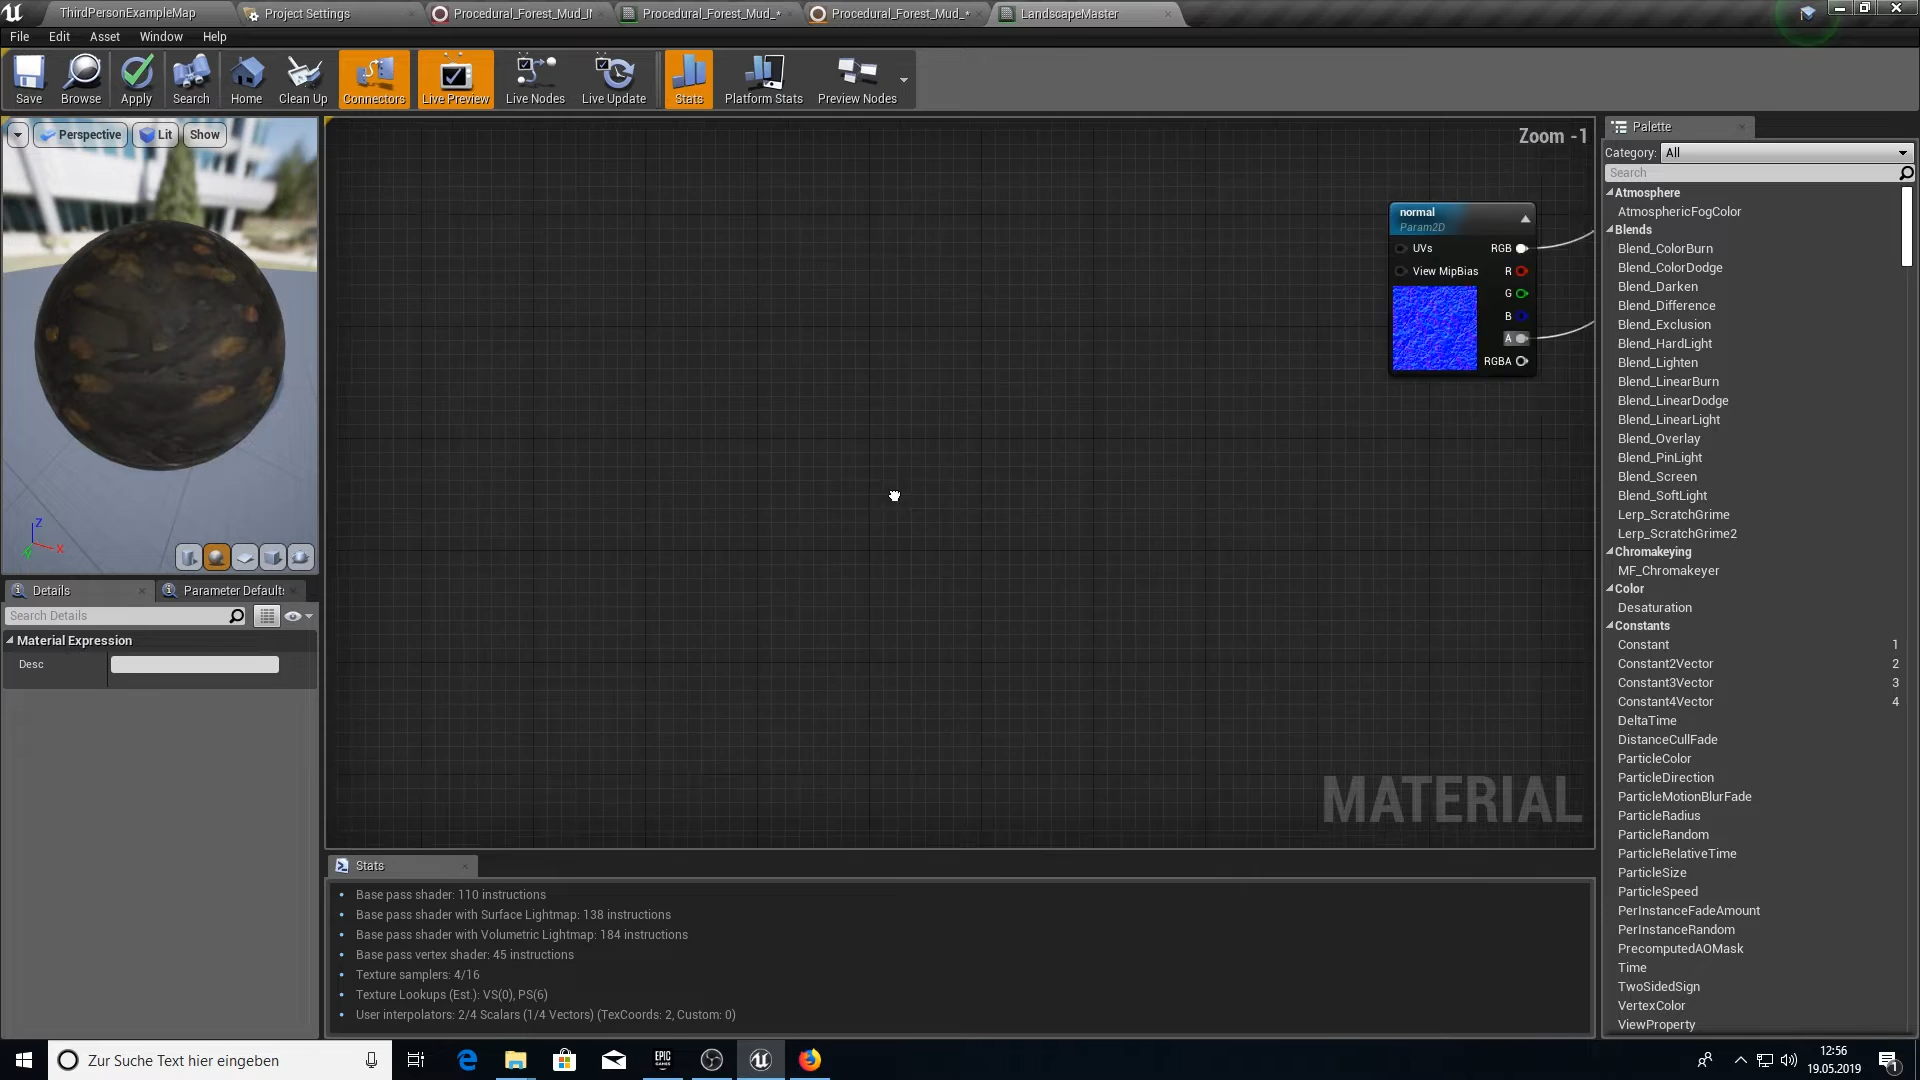 ThirdPersonExampleMap
Project Settings
Procedural_Forest_Mud_IN
Procedural_Forest_Mud_*
Procedural_Forest_Mud_*
LandscapeMaster
File
Edit
Asset
Window
Help
Save
Browse
Apply
Search
Home
Clean Up
Connectors
Live Preview
Live Nodes
Live Update
Stats
Platform Stats
Preview Nodes
Perspective
Lit
Show
Z
X
Y
Zoom -1
normal
Param2D
UVs
RGB
View MipBias
R
G
B
A
RGBA
MATERIAL
Details
Parameter Defaults
Search Details
Material Expression
Desc
Stats
• Base pass shader: 110 instructions
• Base pass shader with Surface Lightmap: 138 instructions
• Base pass shader with Volumetric Lightmap: 184 instructions
• Base pass vertex shader: 45 instructions
• Texture samplers: 4/16
• Texture Lookups (Est.): VS(0), PS(6)
• User interpolators: 2/4 Scalars (1/4 Vectors) (TexCoords: 2, Custom: 0)
Palette
Category: All
Search
Atmosphere
AtmosphericFogColor
Blends
Blend_ColorBurn
Blend_ColorDodge
Blend_Darken
Blend_Difference
Blend_Exclusion
Blend_HardLight
Blend_Lighten
Blend_LinearBurn
Blend_LinearDodge
Blend_LinearLight
Blend_Overlay
Blend_PinLight
Blend_Screen
Blend_SoftLight
Lerp_ScratchGrime
Lerp_ScratchGrime2
Chromakeying
MF_Chromakeyer
Color
Desaturation
Constants
Constant 1
Constant2Vector 2
Constant3Vector 3
Constant4Vector 4
DeltaTime
DistanceCullFade
ParticleColor
ParticleDirection
ParticleMotionBlurFade
ParticleRadius
ParticleRandom
ParticleRelativeTime
ParticleSize
ParticleSpeed
PerInstanceFadeAmount
PerInstanceRandom
PrecomputedAOMask
Time
TwoSidedSign
VertexColor
ViewProperty
Zur Suche Text hier eingeben
EPIC
GAMES
12:56
19.05.2019
1